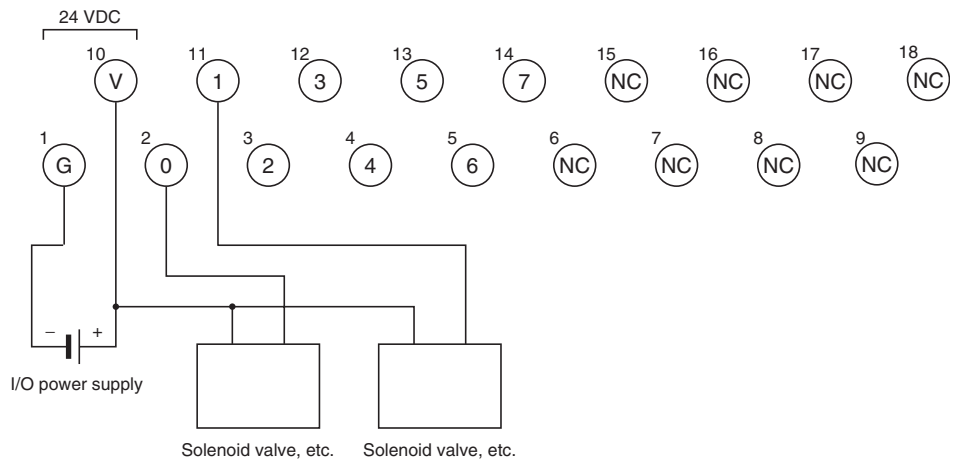 24 VDC
10 11 12 13 14 15 16 17 18
V 1 3 5 7 NC NC NC NC
1 2 3 4 5 6 7 8 9
G 0 2 4 6 NC NC NC NC
− +
I/O power supply
Solenoid valve, etc. Solenoid valve, etc.